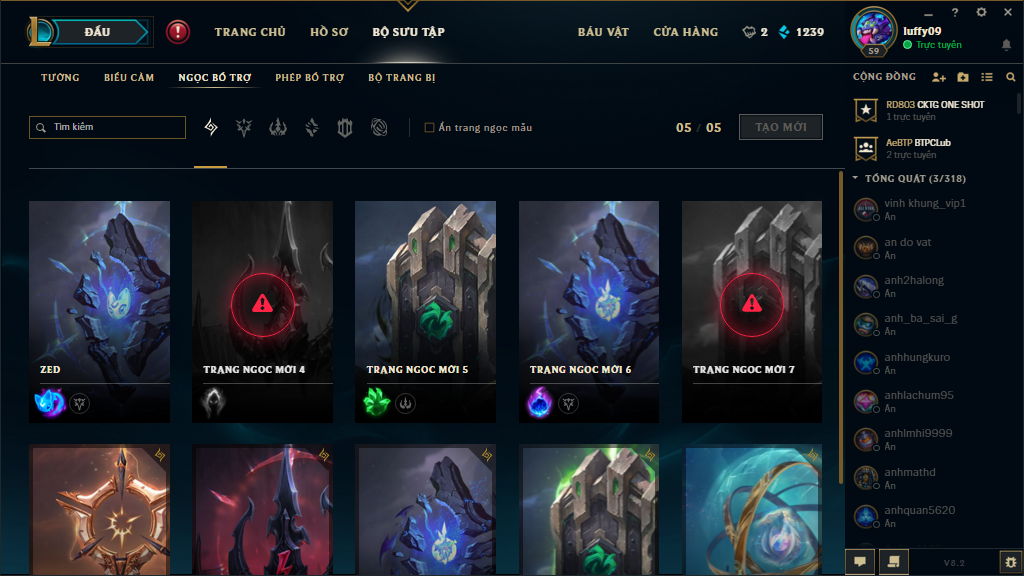 ĐẤU
TRANG CHỦ
HỒ SƠ
BỘ SƯU TẬP
BÁU VẬT
CỬA HÀNG
2
1239
59
luffy09
Trực tuyến
TƯỚNG
BIỂU CẢM
NGỌC BỔ TRỢ
PHÉP BỔ TRỢ
BỘ TRANG BỊ
CỘNG ĐỒNG
Tìm kiếm
Ẩn trang ngọc mẫu
05 / 05
TẠO MỚI
RD803 CKTG ONE SHOT
1 trực tuyến
AeBTP BTPCLub
2 trực tuyến
TỔNG QUÁT (3/318)
vinh khung_vip1
Ẩn
an do vat
Ẩn
anh2halong
Ẩn
anh_ba_sai_g
Ẩn
anhhungkuro
Ẩn
anhlachum95
Ẩn
anhlmhi9999
Ẩn
anhmathd
Ẩn
anhquan5620
Ẩn
ZED
TRANG NGỌC MỚI 4
TRANG NGỌC MỚI 5
TRANG NGỌC MỚI 6
TRANG NGỌC MỚI 7
V8.2